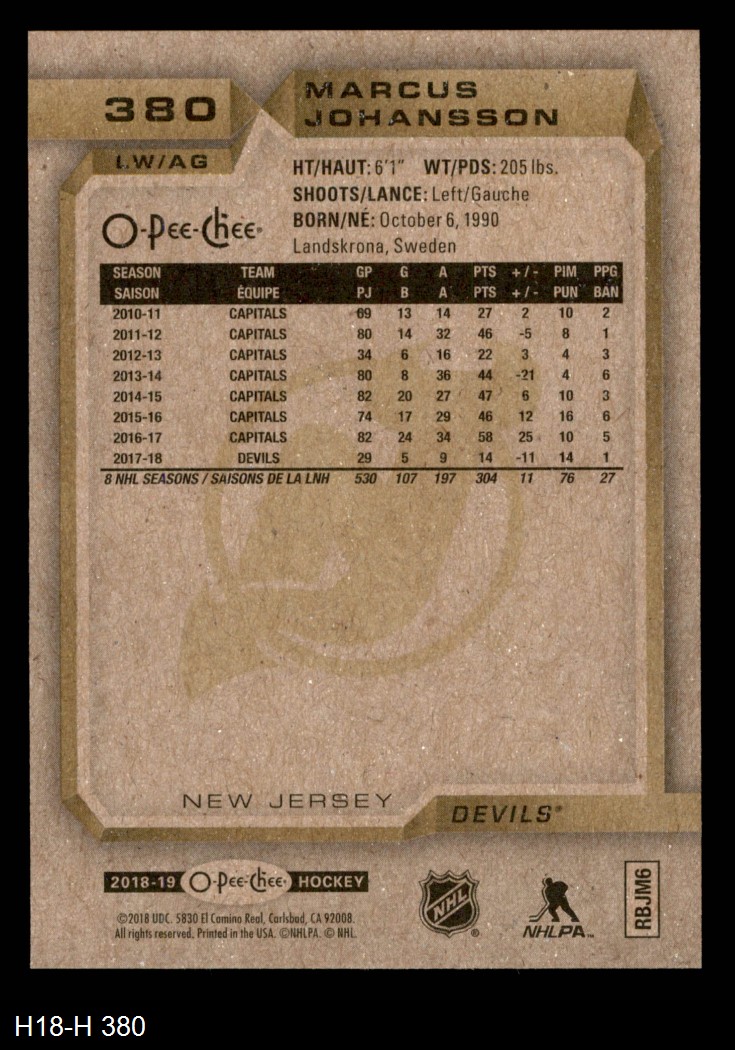 380
MARCUS
JOHANSSON
LW/AG
HT/HAUT: 6'1" WT/PDS: 205 lbs.
SHOOTS/LANCE: Left/Gauche
BORN/NÉ: October 6, 1990
Landskrona, Sweden
O-Pee-Chee®
SEASON TEAM GP G A PTS +/- PIM PPG
SAISON ÉQUIPE PJ B A PTS +/- PUN BAN
2010-11 CAPITALS 69 13 14 27 2 10 2
2011-12 CAPITALS 80 14 32 46 -5 8 1
2012-13 CAPITALS 34 6 16 22 3 4 3
2013-14 CAPITALS 80 8 36 44 -21 4 6
2014-15 CAPITALS 82 20 27 47 6 10 3
2015-16 CAPITALS 74 17 29 46 12 16 6
2016-17 CAPITALS 82 24 34 58 25 10 5
2017-18 DEVILS 29 5 9 14 -11 14 1
8 NHL SEASONS / SAISONS DE LA LNH 530 107 197 304 11 76 27
NEW JERSEY
DEVILS®
2018-19 O-Pee-Chee® HOCKEY
©2018 UDC. 5830 El Camino Real, Carlsbad, CA 92008.
All rights reserved. Printed in the USA. ©NHLPA. © NHL.
NHL®
NHLPA™
RBJM6
H18-H 380